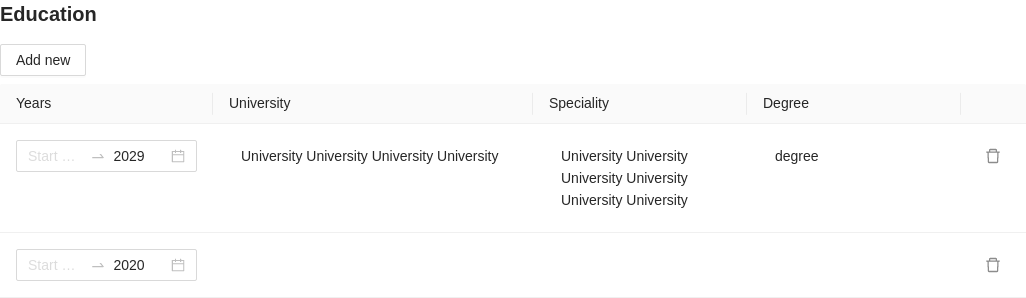 Education
Add new
Years University Speciality Degree
Start ... 2029 University University University University University University degree
University University
University University
Start ... 2020